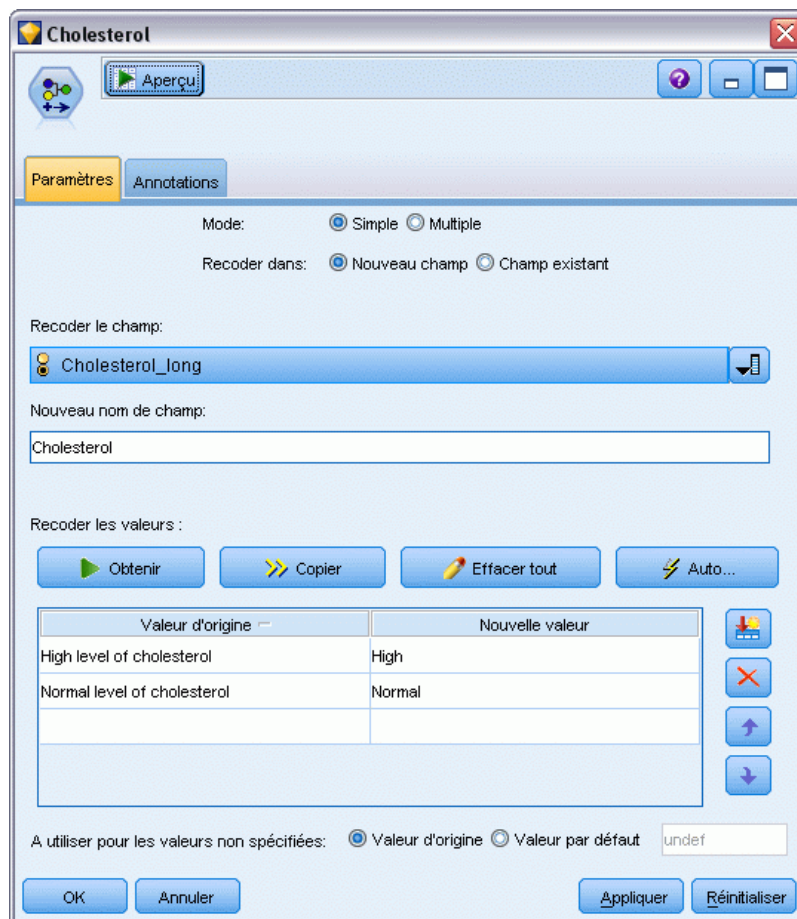 Cholesterol
Aperçu
Paramètres Annotations
Mode: Simple Multiple
Recoder dans: Nouveau champ Champ existant
Recoder le champ:
Cholesterol_long
Nouveau nom de champ:
Cholesterol
Recoder les valeurs :
Obtenir Copier Effacer tout Auto...
Valeur d'origine Nouvelle valeur
High level of cholesterol High
Normal level of cholesterol Normal
A utiliser pour les valeurs non spécifiées: Valeur d'origine Valeur par défaut undef
OK Annuler Appliquer Réinitialiser